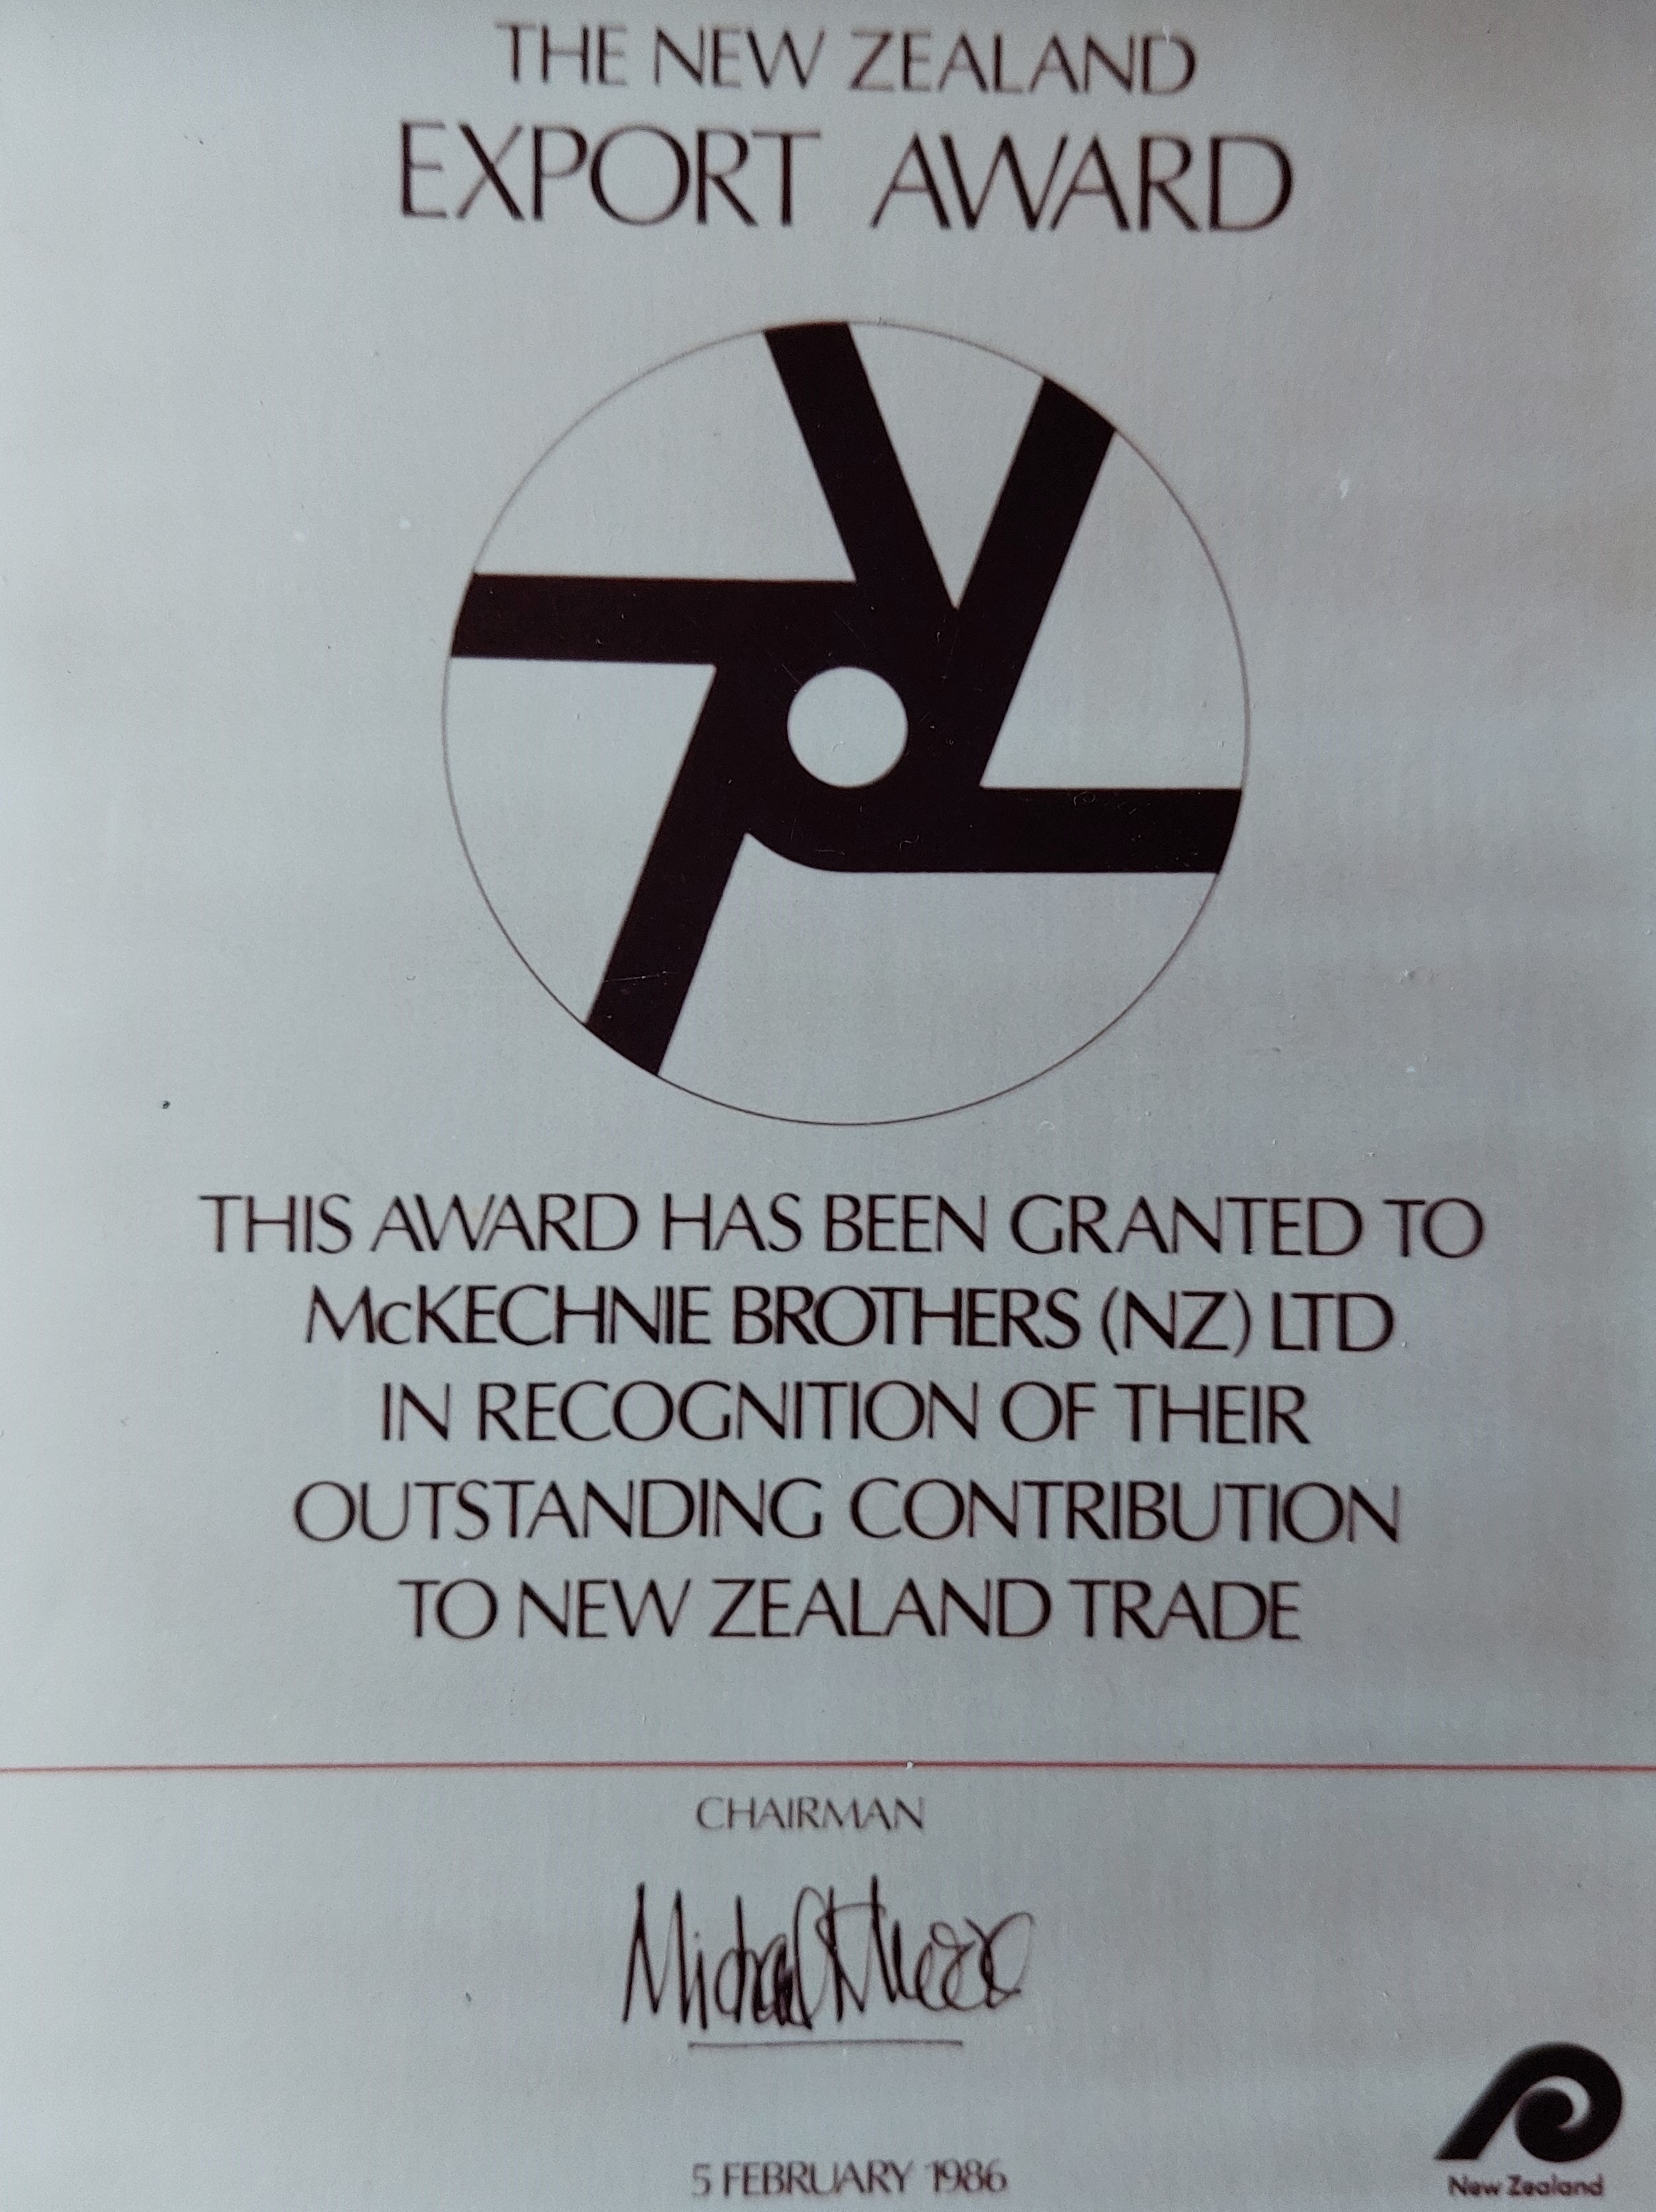 THE NEW ZEALAND
EXPORT AWARD
THIS AWARD HAS BEEN GRANTED TO
McKECHNIE BROTHERS (NZ) LTD
IN RECOGNITION OF THEIR
OUTSTANDING CONTRIBUTION
TO NEW ZEALAND TRADE
CHAIRMAN
5 FEBRUARY 1986
New Zealand